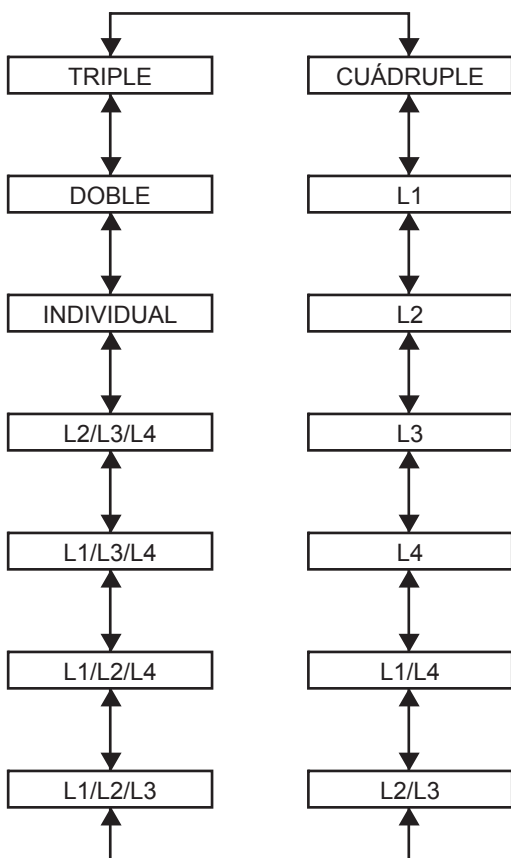 TRIPLE
DOBLE
INDIVIDUAL
L2/L3/L4
L1/L3/L4
L1/L2/L4
L1/L2/L3
CUÁDRUPLE
L1
L2
L3
L4
L1/L4
L2/L3